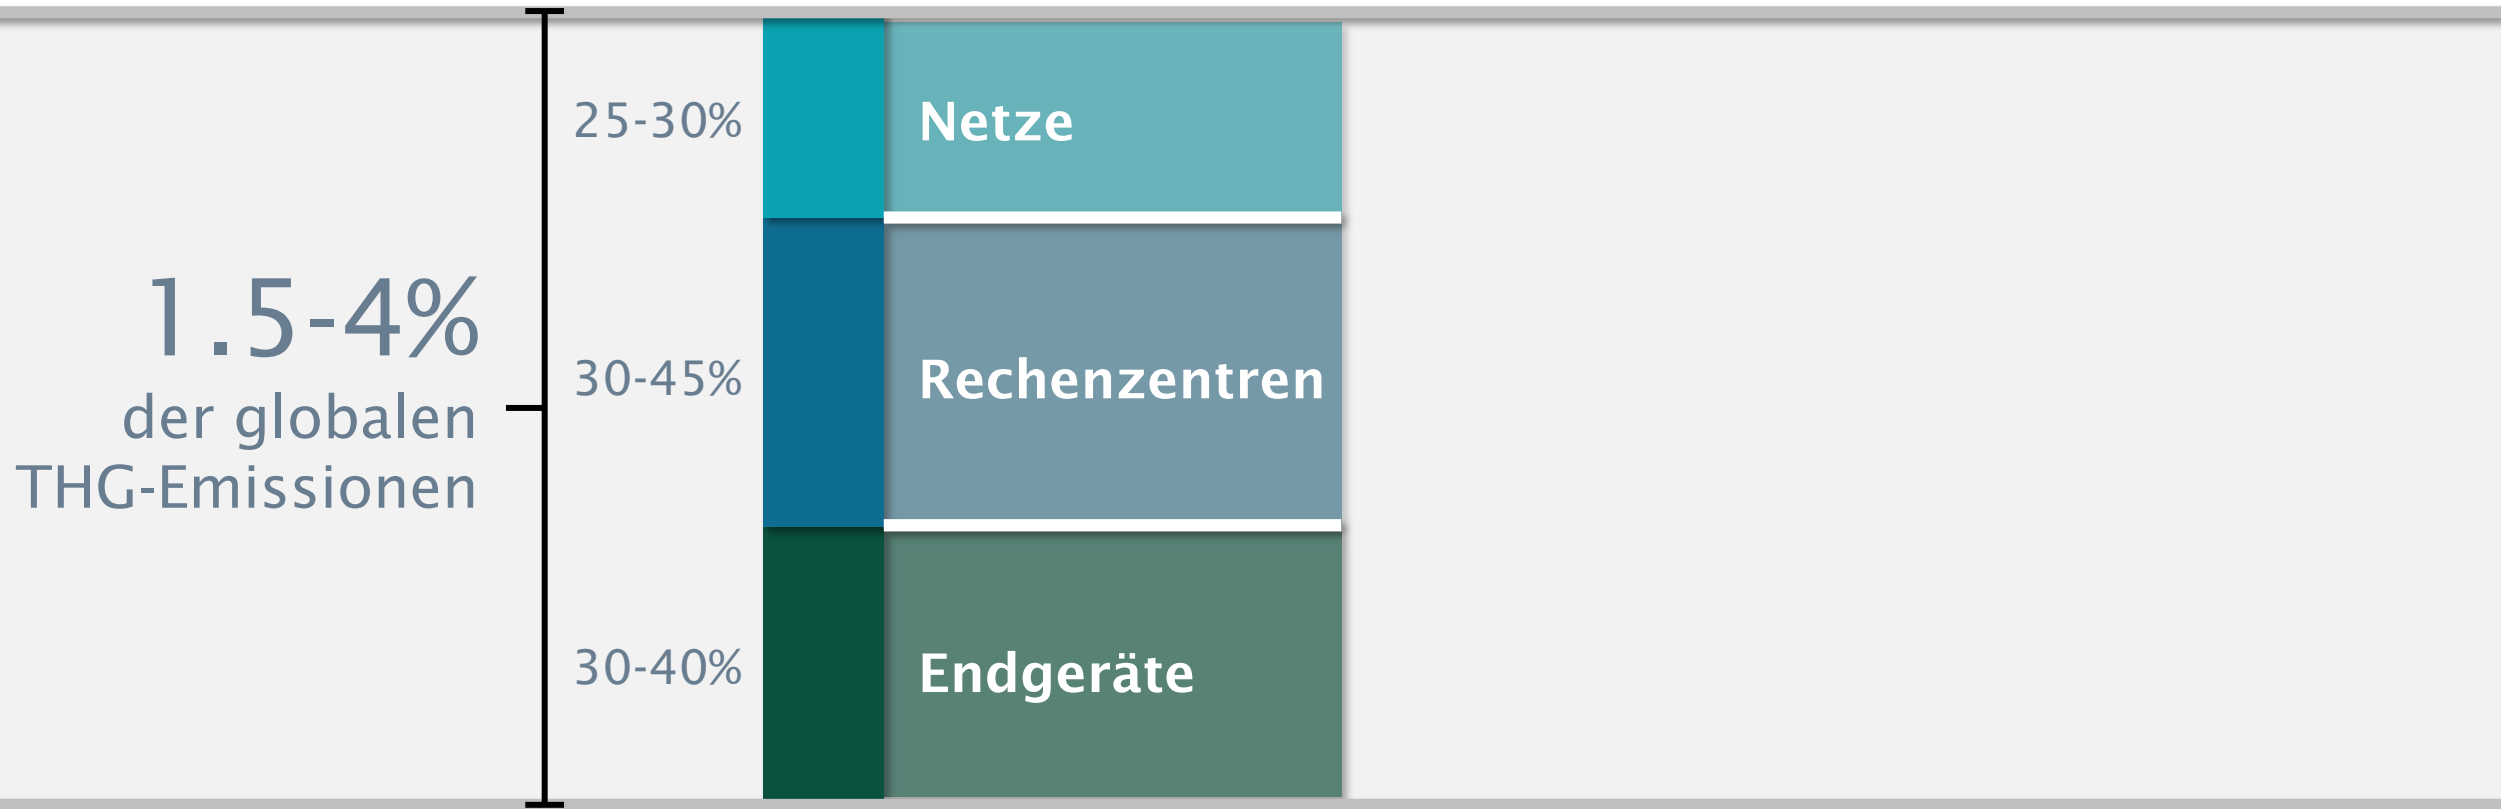 1.5-4%
der globalen
THG-Emissionen
25-30%
Netze
30-45%
Rechenzentren
30-40%
Endgeräte